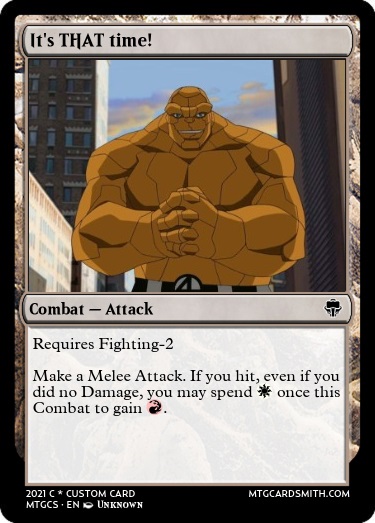 It's THAT time!
Combat — Attack
Requires Fighting-2
Make a Melee Attack. If you hit, even if you
did no Damage, you may spend once this
Combat to gain .
2021 C * CUSTOM CARD
MTGCS · EN Unknown
MTGCARDSMITH.COM